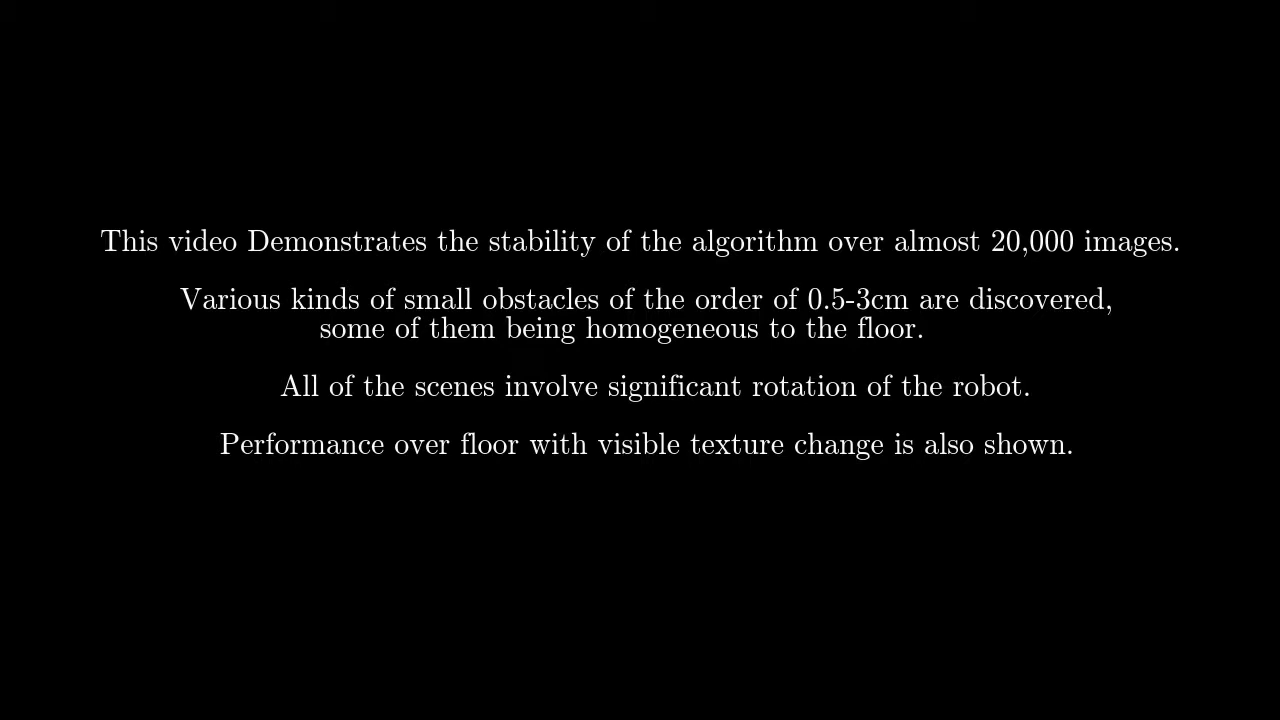 This video Demonstrates the stability of the algorithm over almost 20,000 images.
Various kinds of small obstacles of the order of 0.5-3cm are discovered,
some of them being homogeneous to the floor.
All of the scenes involve significant rotation of the robot.
Performance over floor with visible texture change is also shown.